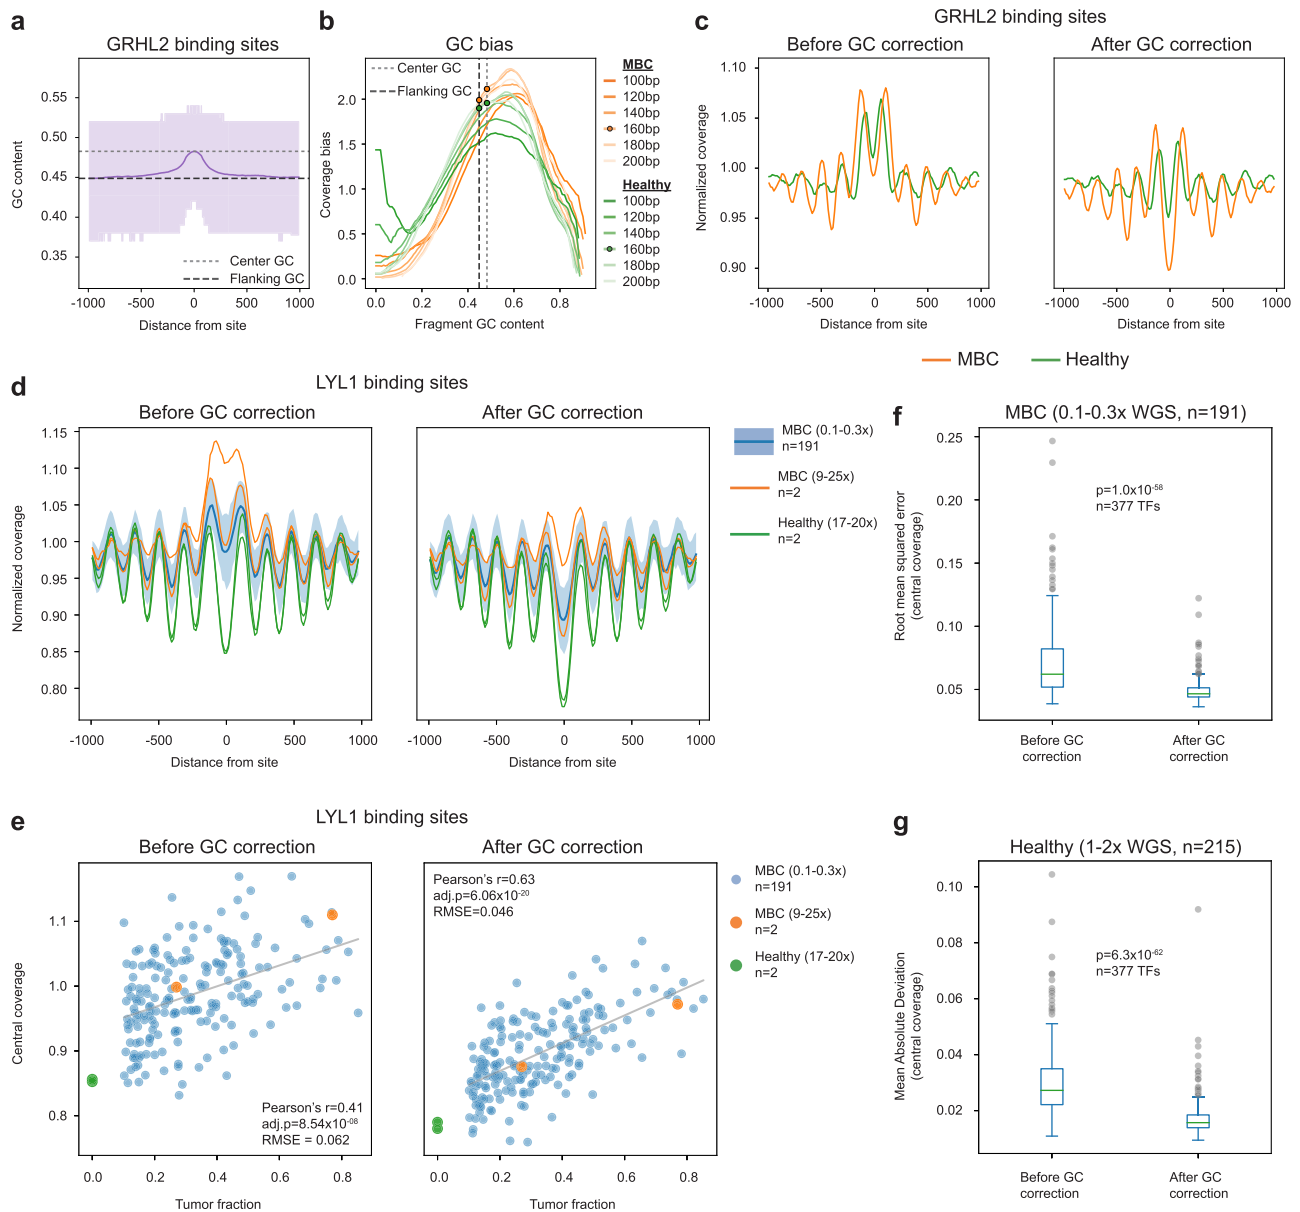 a
GRHL2 binding sites
GC content
0.55
0.50
0.45
0.40
0.35
Center GC
Flanking GC
-1000
0
1000
Distance from site
b
GC bias
Center GC
Flanking GC
Coverage bias
2.0
1.5
1.0
0.5
0.0
0.0
0.2
0.4
0.6
0.8
Fragment GC content
MBC
100bp
120bp
140bp
160bp
180bp
200bp
Healthy
100bp
120bp
140bp
160bp
180bp
200bp
c
GRHL2 binding sites
Before GC correction
After GC correction
Normalized coverage
1.10
1.00
0.95
0.90
-1000
-500
0
500
1000
Distance from site
-1000
-500
0
500
1000
Distance from site
MBC
Healthy
d
LYL1 binding sites
Before GC correction
After GC correction
Normalized coverage
1.15
1.10
1.05
1.00
0.95
0.90
0.85
0.80
-1000
-500
0
500
1000
Distance from site
-1000
-500
0
500
1000
Distance from site
MBC (0.1-0.3x)
n=191
MBC (9-25x)
n=2
Healthy (17-20x)
n=2
e
LYL1 binding sites
Before GC correction
After GC correction
Central coverage
1.1
1.0
0.9
0.8
Pearson's r=0.41
adj.p=8.54x10-08
RMSE = 0.062
0.0
0.2
0.4
0.6
0.8
Tumor fraction
Pearson's r=0.63
adj.p=6.06x10-20
RMSE=0.046
0.0
0.2
0.4
0.6
0.8
Tumor fraction
MBC (0.1-0.3x)
n=191
MBC (9-25x)
n=2
Healthy (17-20x)
n=2
f
MBC (0.1-0.3x WGS, n=191)
Root mean squared error
(central coverage)
0.25
0.20
0.15
0.10
0.05
p=1.0x10-58
n=377 TFs
Before GC
correction
After GC
correction
g
Healthy (1-2x WGS, n=215)
Mean Absolute Deviation
(central coverage)
0.10
0.08
0.06
0.04
0.02
p=6.3x10-62
n=377 TFs
Before GC
correction
After GC
correction